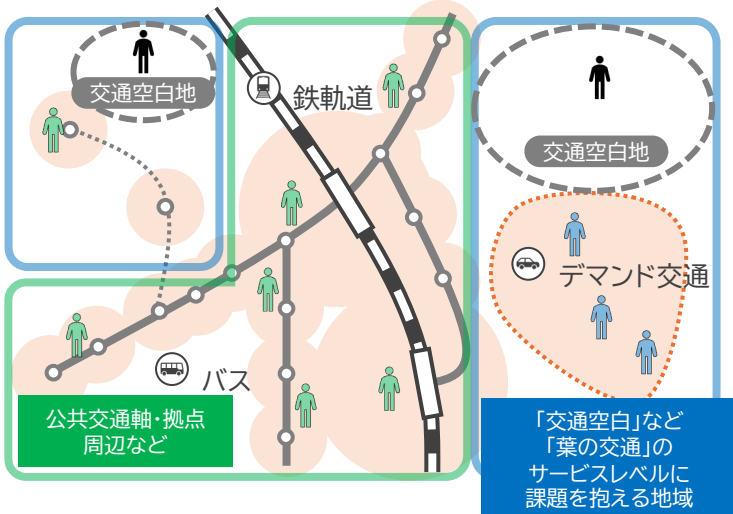 交通空白地
鉄軌道
交通空白地
デマンド交通
バス
公共交通軸・拠点
周辺など
「交通空白」など
「葉の交通」の
サービスレベルに
課題を抱える地域